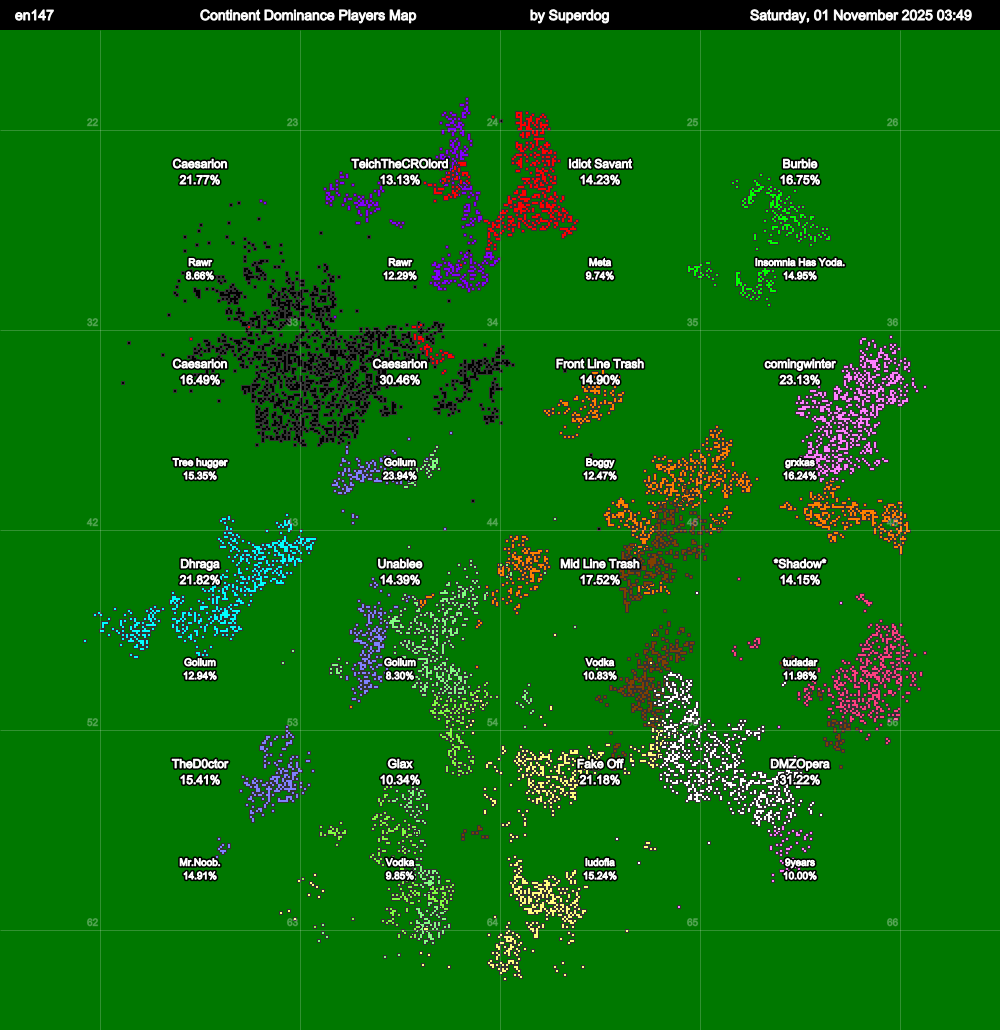 en147 Continent Dominance Players Map by Superdog Saturday, 01 November 2025 03:49
22 23 24 25 26
Caesarion TeichTheCROlord Idiot Savant Burbie
21.77% 13.13% 14.23% 16.75%
Rawr Rawr Meta Insomnia Has Yoda.
8.66% 12.29% 9.74% 14.95%
32 33 34 35 36
Caesarion Caesarion Front Line Trash comingwinter
16.49% 30.46% 14.90% 23.13%
Tree hugger Gollum Boggy grxkas
15.35% 23.94% 12.47% 16.24%
42 43 44 45 46
Dhraga Unablee Mid Line Trash "Shadow"
21.82% 14.39% 17.52% 14.15%
Gollum Gollum Vodka tudadar
12.94% 8.30% 10.83% 11.96%
52 53 54 56
TheD0ctor Glax Fake Off DMZOpera
15.41% 10.34% 21.18% 31.22%
Mr.Noob. Vodka ludofia 9years
14.91% 9.85% 15.24% 10.00%
62 63 64 65 66